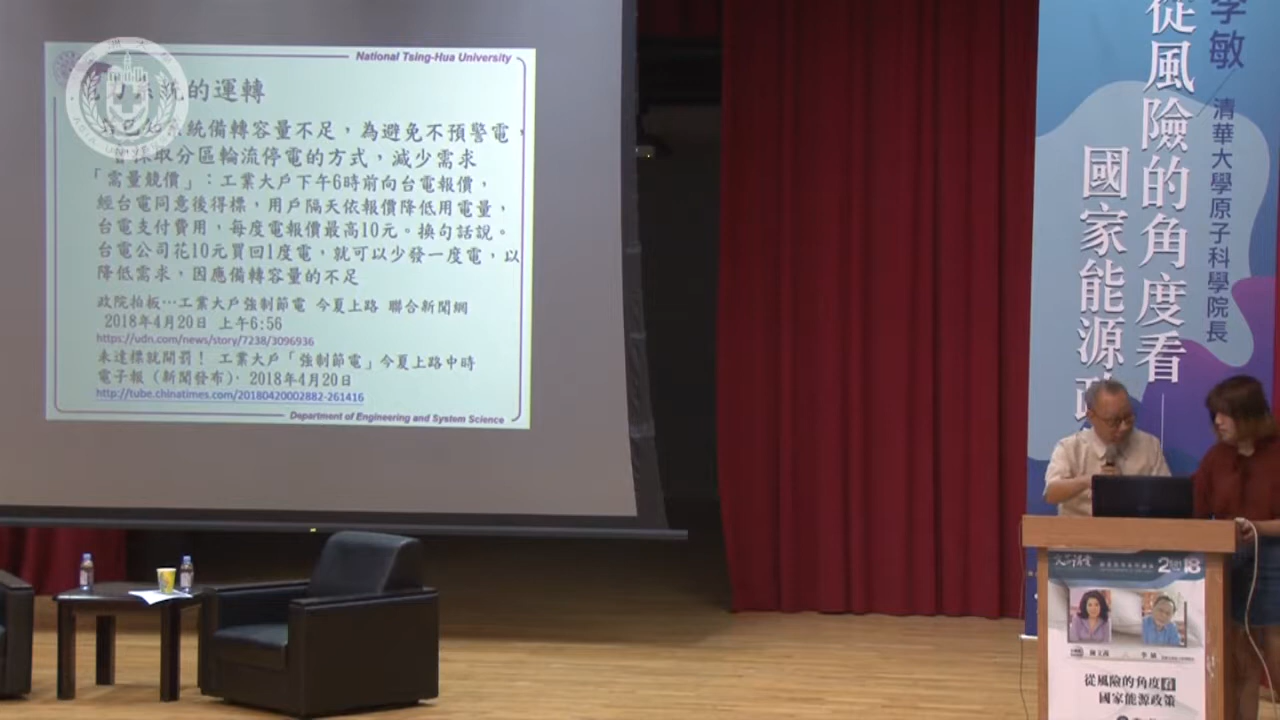 National Tsing-Hua University
系統的運轉
系統備轉容量不足，為避免不預警電，
採取分區輪流停電的方式，減少需求
「需量競價」：工業大戶下午6時前向台電報價，
經台電同意後得標，用戶隔天依報價降低用電量，
台電支付費用，每度電報價最高10元。換句話說。
台電公司花10元買回1度電，就可以少發一度電，以
降低需求，因應備轉容量的不足
政院拍板…工業大戶強制節電 今夏上路 聯合新聞網
2018年4月20日 上午6:56
https://udn.com/news/story/7238/3096936
未達標就開罰！ 工業大戶「強制節電」今夏上路中時
電子報（新聞發布）· 2018年4月20日
http://tube.chinatimes.com/20180420002882-261416
Department of Engineering and System Science
李敏
清華大學原子科學院長
從風險的角度看
國家能源政
從風險的角度看
國家能源政策